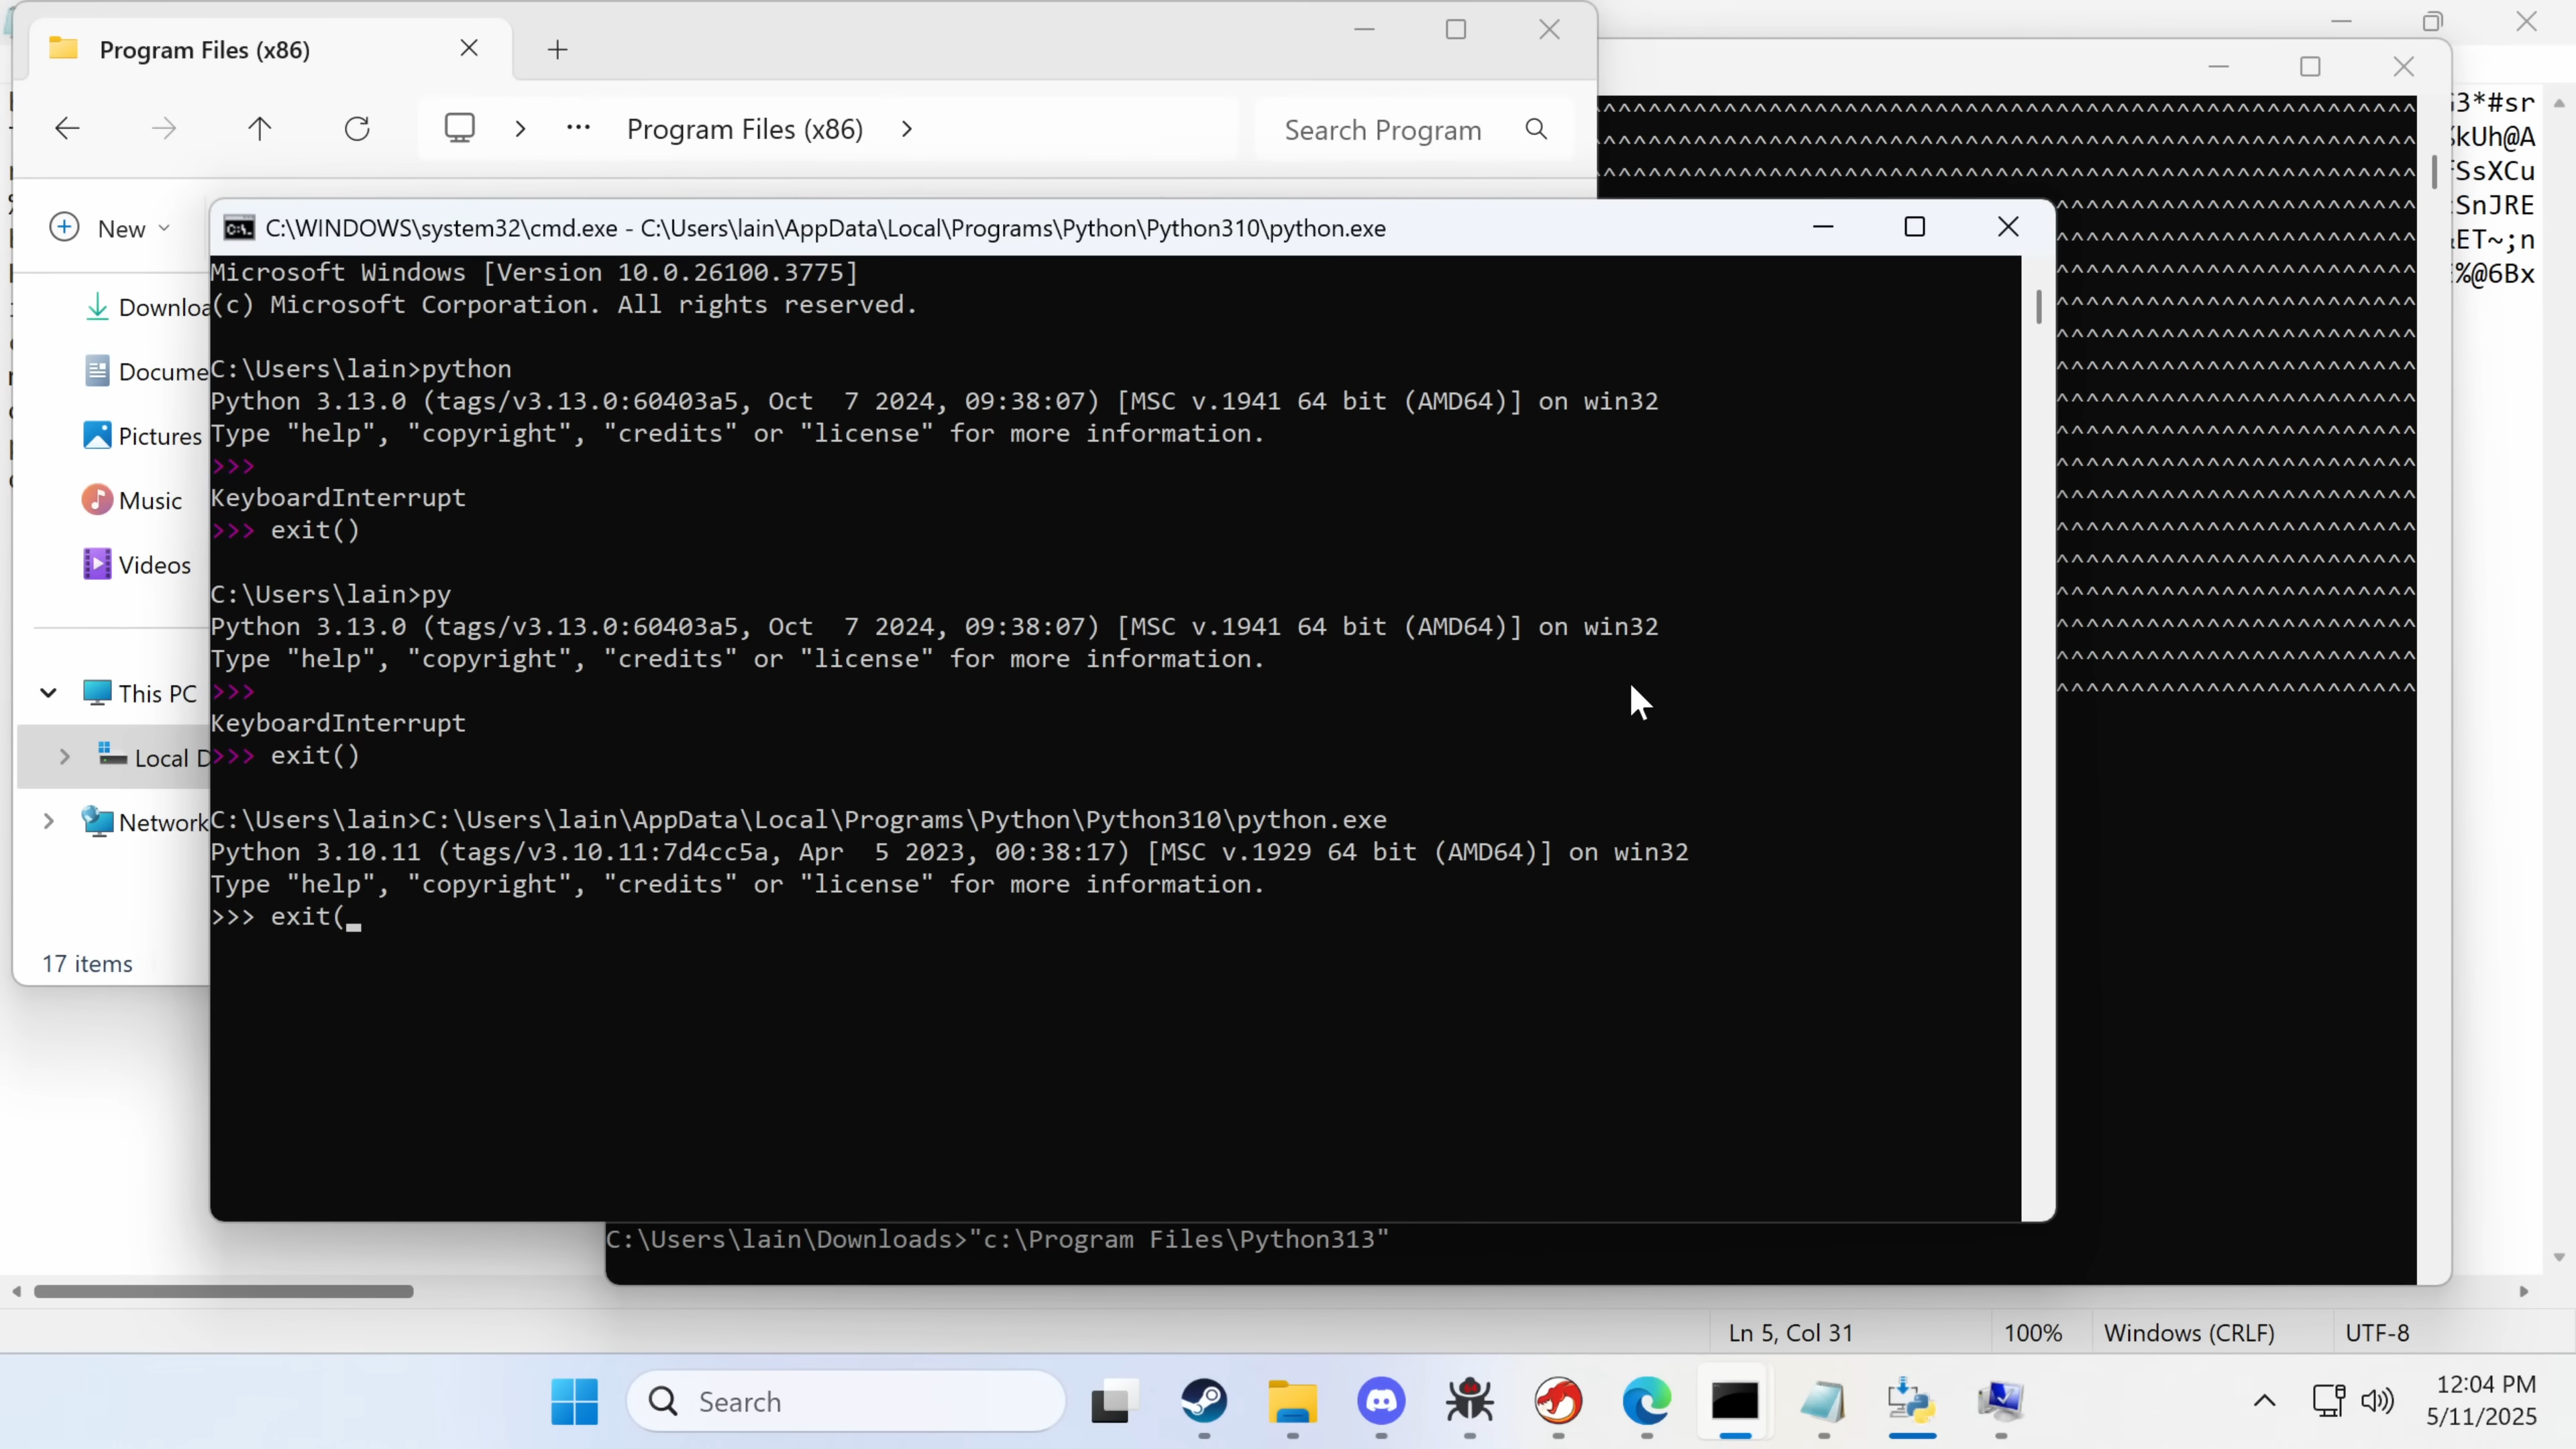 Program Files (x86)
Program Files (x86)
Search Program
New
Downloa
Docume
Pictures
Music
Videos
This PC
Local D
Network
17 items
C:\WINDOWS\system32\cmd.exe - C:\Users\lain\AppData\Local\Programs\Python\Python310\python.exe
Microsoft Windows [Version 10.0.26100.3775]
(c) Microsoft Corporation. All rights reserved.
C:\Users\lain>python
Python 3.13.0 (tags/v3.13.0:60403a5, Oct  7 2024, 09:38:07) [MSC v.1941 64 bit (AMD64)] on win32
Type "help", "copyright", "credits" or "license" for more information.
>>>
KeyboardInterrupt
>>> exit()
C:\Users\lain>py
Python 3.13.0 (tags/v3.13.0:60403a5, Oct  7 2024, 09:38:07) [MSC v.1941 64 bit (AMD64)] on win32
Type "help", "copyright", "credits" or "license" for more information.
>>>
KeyboardInterrupt
>>> exit()
C:\Users\lain>C:\Users\lain\AppData\Local\Programs\Python\Python310\python.exe
Python 3.10.11 (tags/v3.10.11:7d4cc5a, Apr  5 2023, 00:38:17) [MSC v.1929 64 bit (AMD64)] on win32
Type "help", "copyright", "credits" or "license" for more information.
>>> exit(
C:\Users\lain\Downloads>"c:\Program Files\Python313"
3*#sr
kUh@A
SsXCu
SnJRE
ET~;n
%@6Bx
Ln 5, Col 31
100%
Windows (CRLF)
UTF-8
Search
12:04 PM
5/11/2025